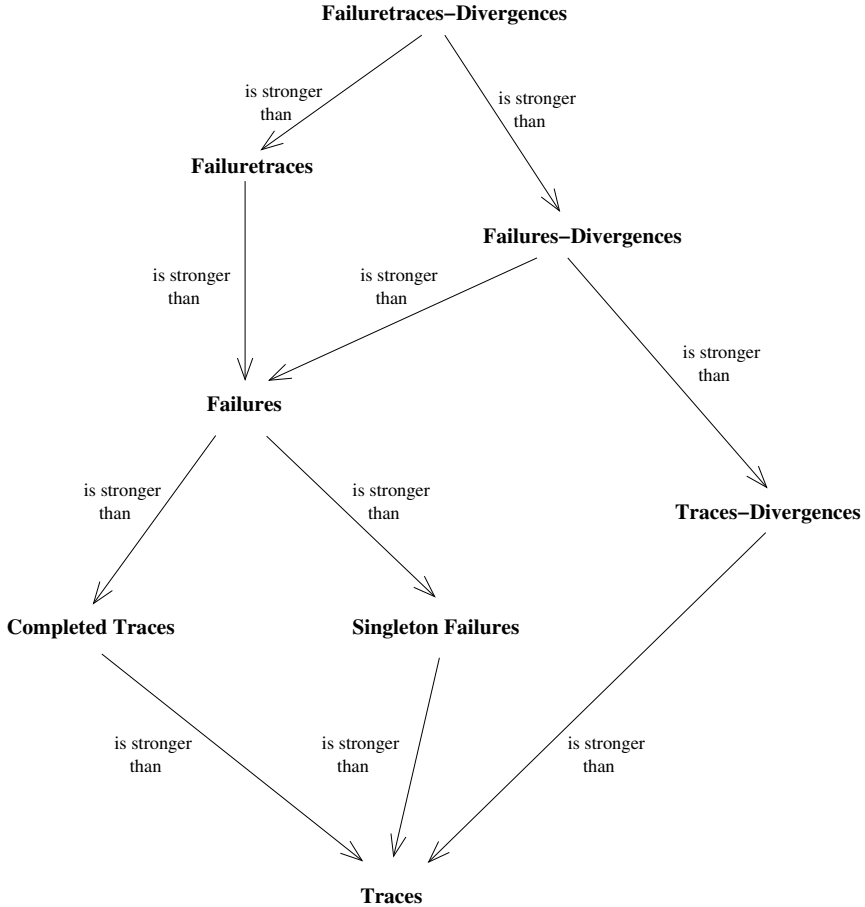 Failuretraces–Divergences
is stronger
than
is stronger
than
Failuretraces
Failures–Divergences
is stronger
than
is stronger
than
is stronger
than
Failures
is stronger
than
is stronger
than
Traces–Divergences
Completed Traces
Singleton Failures
is stronger
than
is stronger
than
is stronger
than
Traces